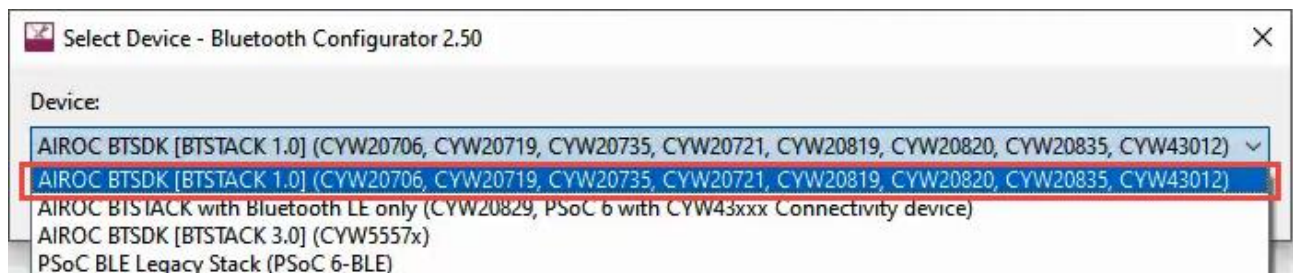 Select Device - Bluetooth Configurator 2.50
Device:
AIROC BTSDK [BTSTACK 1.0] (CYW20706, CYW20719, CYW20735, CYW20721, CYW20819, CYW20820, CYW20835, CYW43012)
AIROC BTSDK [BTSTACK 1.0] (CYW20706, CYW20719, CYW20735, CYW20721, CYW20819, CYW20820, CYW20835, CYW43012)
AIROC BTSTACK with Bluetooth LE only (CYW20829, PSoC 6 with CYW43xxx Connectivity device)
AIROC BTSDK [BTSTACK 3.0] (CYW5557x)
PSoC BLE Legacy Stack (PSoC 6-BLE)